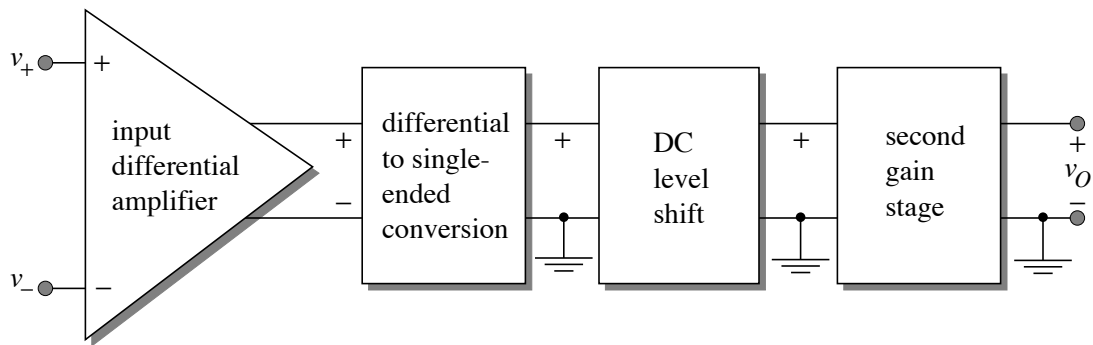 v+
+
input
differential
amplifier
v−
−
+
−
differential
to single-
ended
conversion
+
DC
level
shift
+
second
gain
stage
+
vO
−